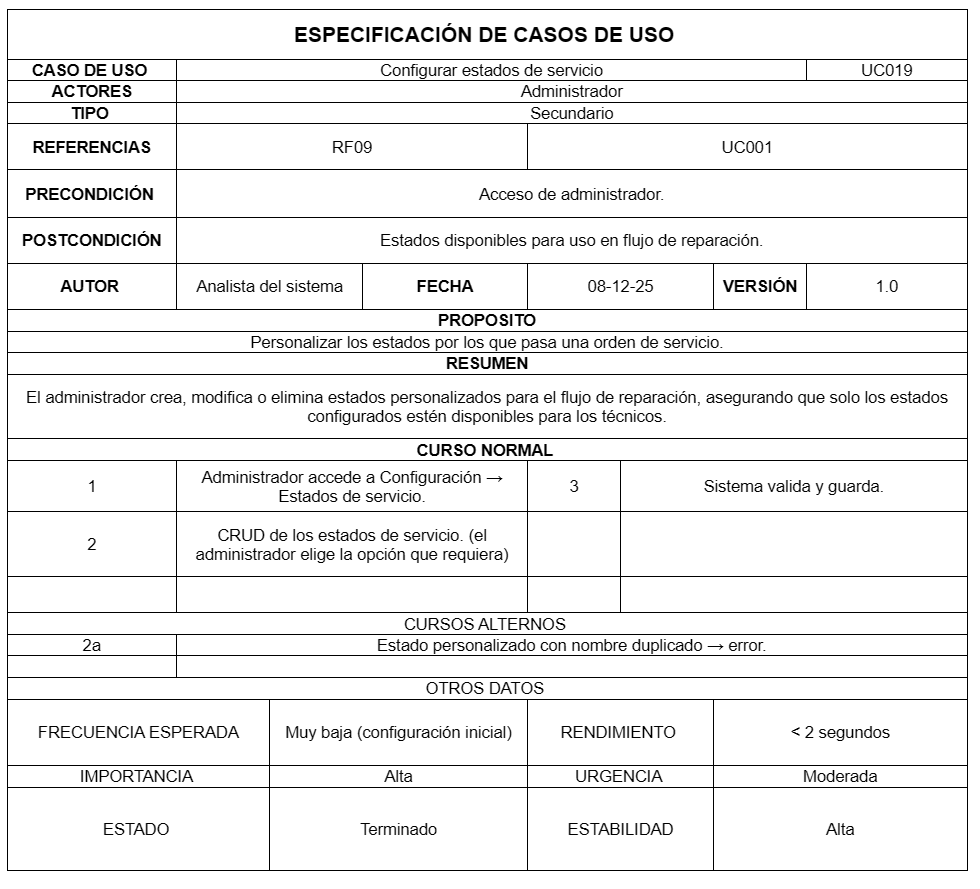 ESPECIFICACIÓN DE CASOS DE USO
CASO DE USO Configurar estados de servicio UC019
ACTORES Administrador
TIPO Secundario
REFERENCIAS RF09 UC001
PRECONDICIÓN Acceso de administrador.
POSTCONDICIÓN Estados disponibles para uso en flujo de reparación.
AUTOR Analista del sistema FECHA 08-12-25 VERSIÓN 1.0
PROPOSITO
Personalizar los estados por los que pasa una orden de servicio.
RESUMEN
El administrador crea, modifica o elimina estados personalizados para el flujo de reparación, asegurando que solo los estados
configurados estén disponibles para los técnicos.
CURSO NORMAL
1 Administrador accede a Configuración →
Estados de servicio.
3 Sistema valida y guarda.
2 CRUD de los estados de servicio. (el
administrador elige la opción que requiera)
CURSOS ALTERNOS
2a Estado personalizado con nombre duplicado → error.
OTROS DATOS
FRECUENCIA ESPERADA Muy baja (configuración inicial) RENDIMIENTO < 2 segundos
IMPORTANCIA Alta URGENCIA Moderada
ESTADO Terminado ESTABILIDAD Alta